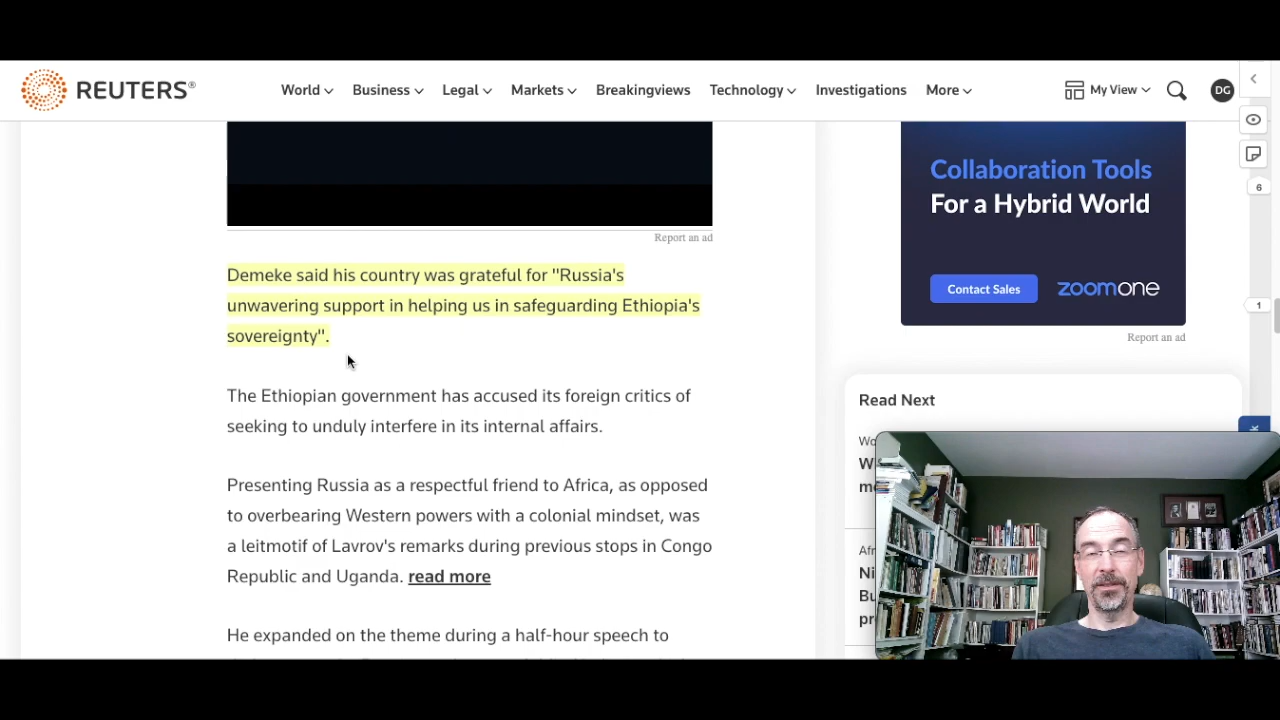 REUTERS®
World
Business
Legal
Markets
Breakingviews
Technology
Investigations
More
My View
DG
Collaboration Tools
For a Hybrid World
Contact Sales
zoomone
Report an ad
Report an ad
6
1
Demeke said his country was grateful for "Russia's
unwavering support in helping us in safeguarding Ethiopia's
sovereignty".
The Ethiopian government has accused its foreign critics of
seeking to unduly interfere in its internal affairs.
Presenting Russia as a respectful friend to Africa, as opposed
to overbearing Western powers with a colonial mindset, was
a leitmotif of Lavrov's remarks during previous stops in Congo
Republic and Uganda. read more
He expanded on the theme during a half-hour speech to
Read Next